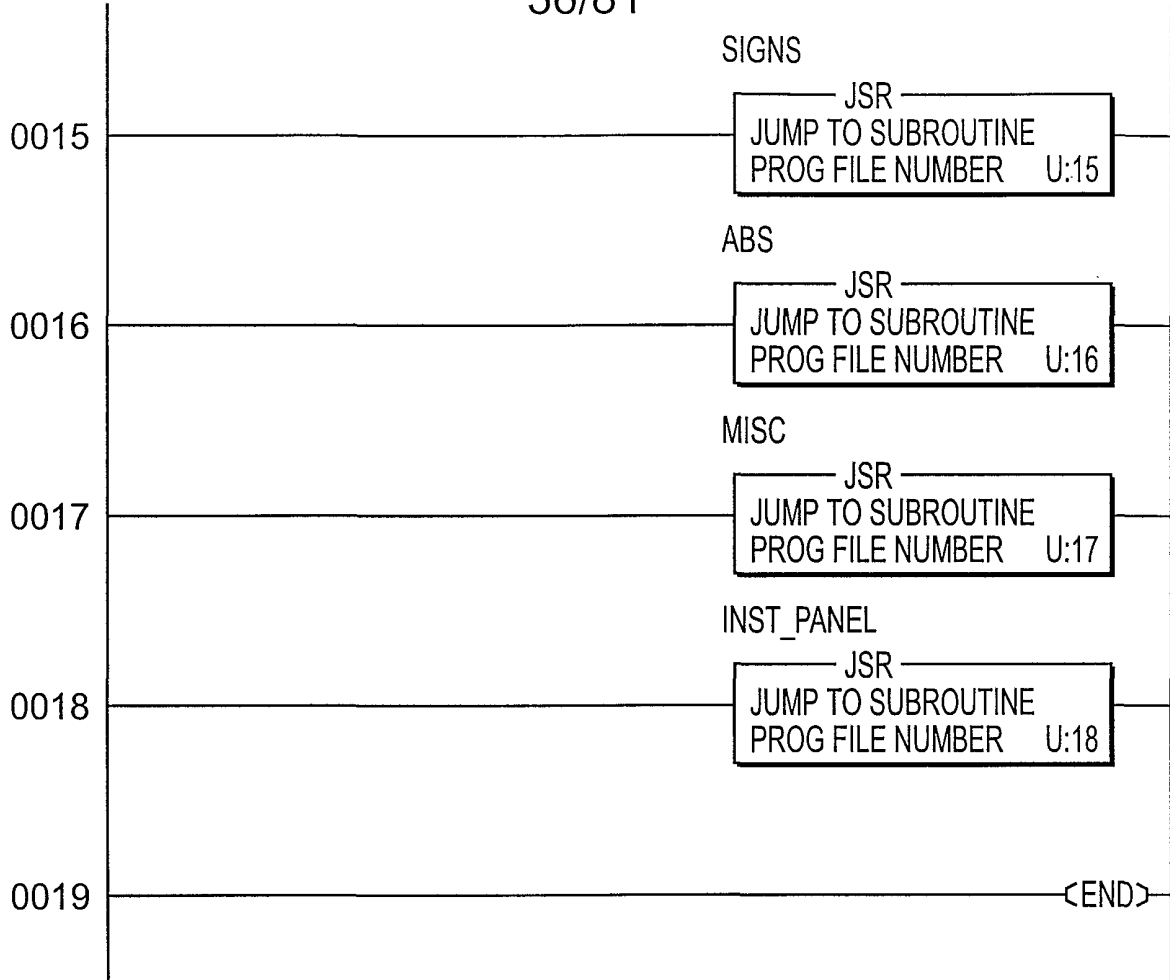 36/81
SIGNS
JSR
0015
JUMP TO SUBROUTINE
PROG FILE NUMBER U:15
ABS
JSR
0016
JUMP TO SUBROUTINE
PROG FILE NUMBER U:16
MISC
JSR
0017
JUMP TO SUBROUTINE
PROG FILE NUMBER U:17
INST_PANEL
JSR
0018
JUMP TO SUBROUTINE
PROG FILE NUMBER U:18
0019
(END)